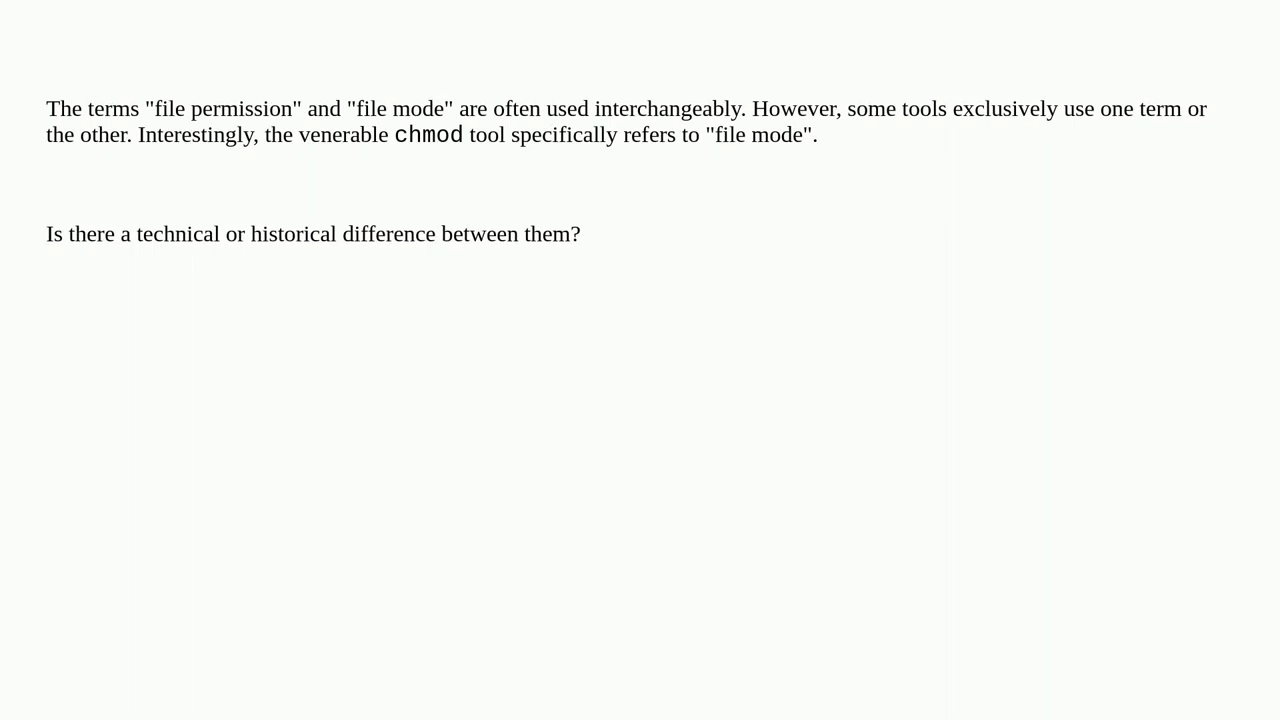 The terms "file permission" and "file mode" are often used interchangeably. However, some tools exclusively use one term or
the other. Interestingly, the venerable chmod tool specifically refers to "file mode".
Is there a technical or historical difference between them?